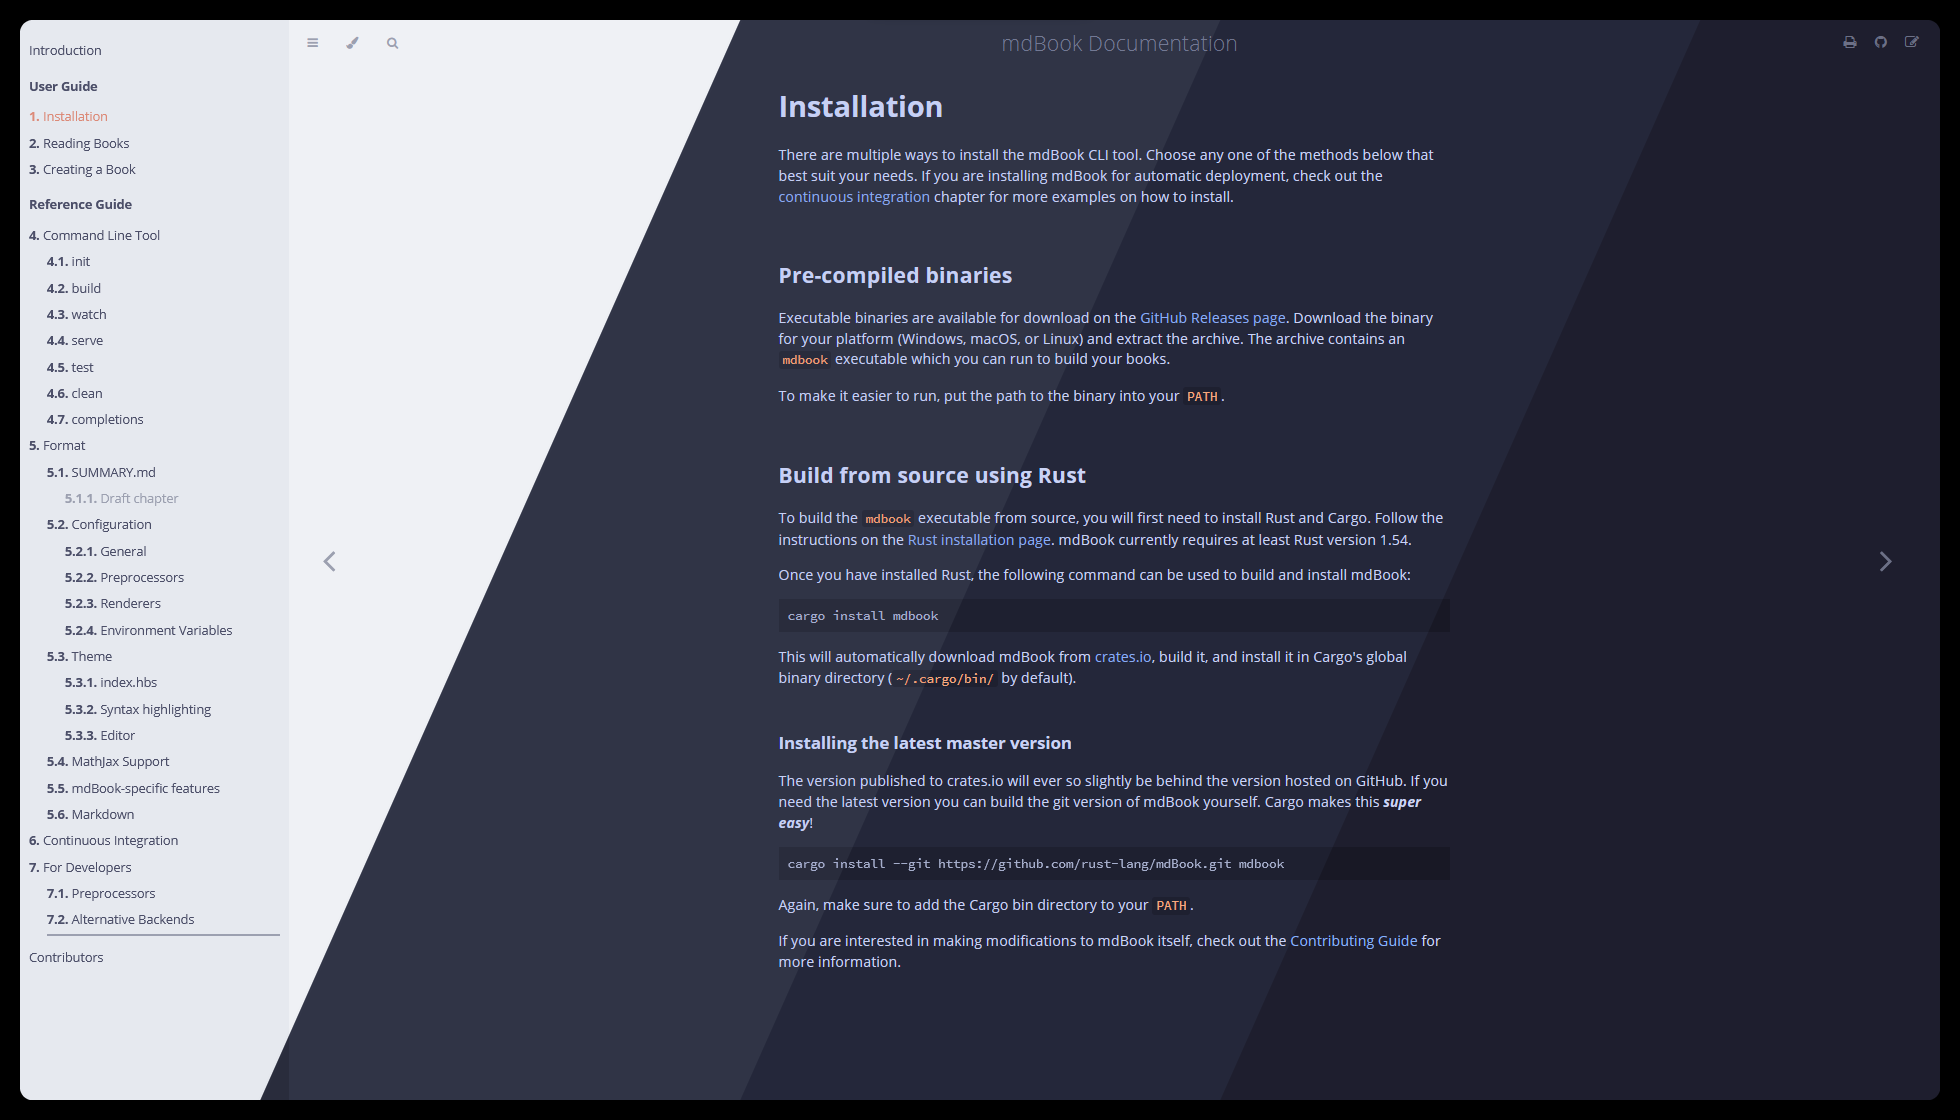 Introduction
User Guide
1. Installation
2. Reading Books
3. Creating a Book
Reference Guide
4. Command Line Tool
4.1. init
4.2. build
4.3. watch
4.4. serve
4.5. test
4.6. clean
4.7. completions
5. Format
5.1. SUMMARY.md
5.1.1. Draft chapter
5.2. Configuration
5.2.1. General
5.2.2. Preprocessors
5.2.3. Renderers
5.2.4. Environment Variables
5.3. Theme
5.3.1. index.hbs
5.3.2. Syntax highlighting
5.3.3. Editor
5.4. MathJax Support
5.5. mdBook-specific features
5.6. Markdown
6. Continuous Integration
7. For Developers
7.1. Preprocessors
7.2. Alternative Backends
Contributors
mdBook Documentation
Installation
There are multiple ways to install the mdBook CLI tool. Choose any one of the methods below that
best suit your needs. If you are installing mdBook for automatic deployment, check out the
continuous integration chapter for more examples on how to install.
Pre-compiled binaries
Executable binaries are available for download on the GitHub Releases page. Download the binary
for your platform (Windows, macOS, or Linux) and extract the archive. The archive contains an
mdbook executable which you can run to build your books.
To make it easier to run, put the path to the binary into your PATH.
Build from source using Rust
To build the mdbook executable from source, you will first need to install Rust and Cargo. Follow the
instructions on the Rust installation page. mdBook currently requires at least Rust version 1.54.
Once you have installed Rust, the following command can be used to build and install mdBook:
cargo install mdbook
This will automatically download mdBook from crates.io, build it, and install it in Cargo's global
binary directory (~/.cargo/bin/ by default).
Installing the latest master version
The version published to crates.io will ever so slightly be behind the version hosted on GitHub. If you
need the latest version you can build the git version of mdBook yourself. Cargo makes this super
easy!
cargo install --git https://github.com/rust-lang/mdBook.git mdbook
Again, make sure to add the Cargo bin directory to your PATH.
If you are interested in making modifications to mdBook itself, check out the Contributing Guide for
more information.